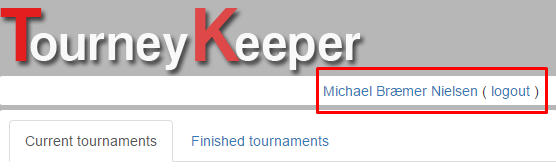 TourneyKeeper
Michael Bræmer Nielsen ( logout )
Current tournaments Finished tournaments